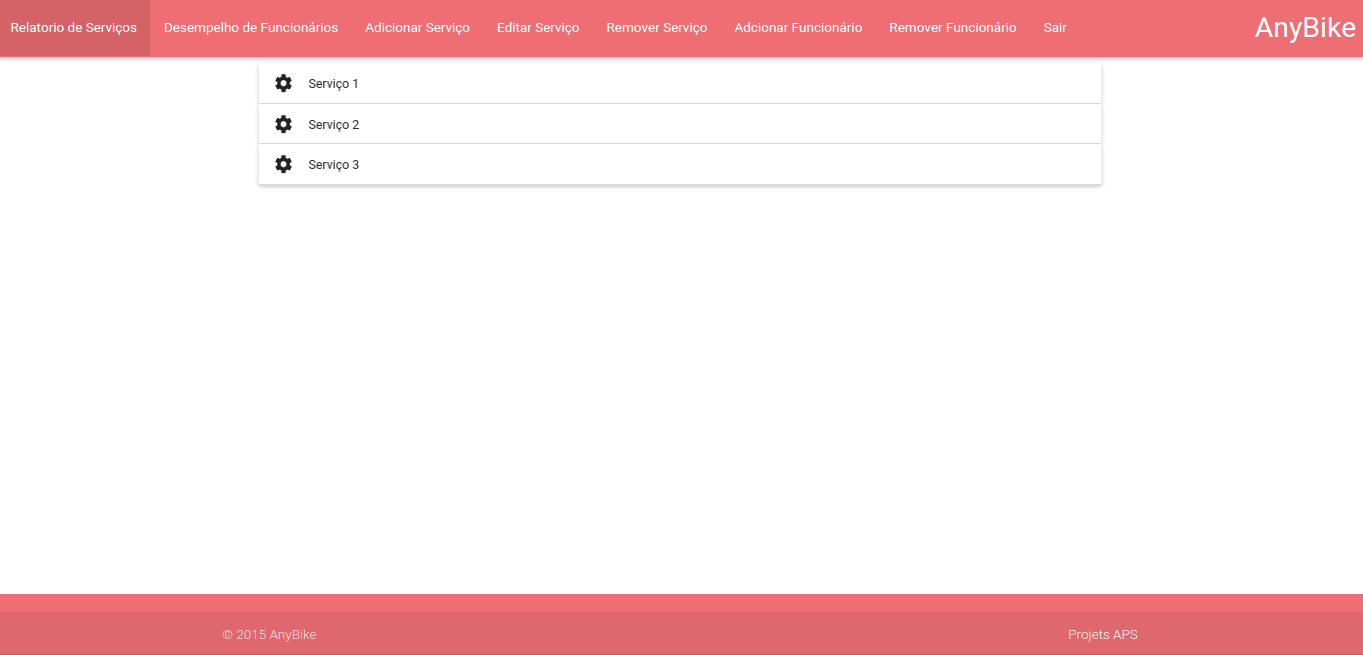 Relatorio de Serviços Desempelho de Funcionários Adicionar Serviço Editar Serviço Remover Serviço Adcionar Funcionário Remover Funcionário Sair AnyBike
Serviço 1
Serviço 2
Serviço 3
© 2015 AnyBike Projets APS